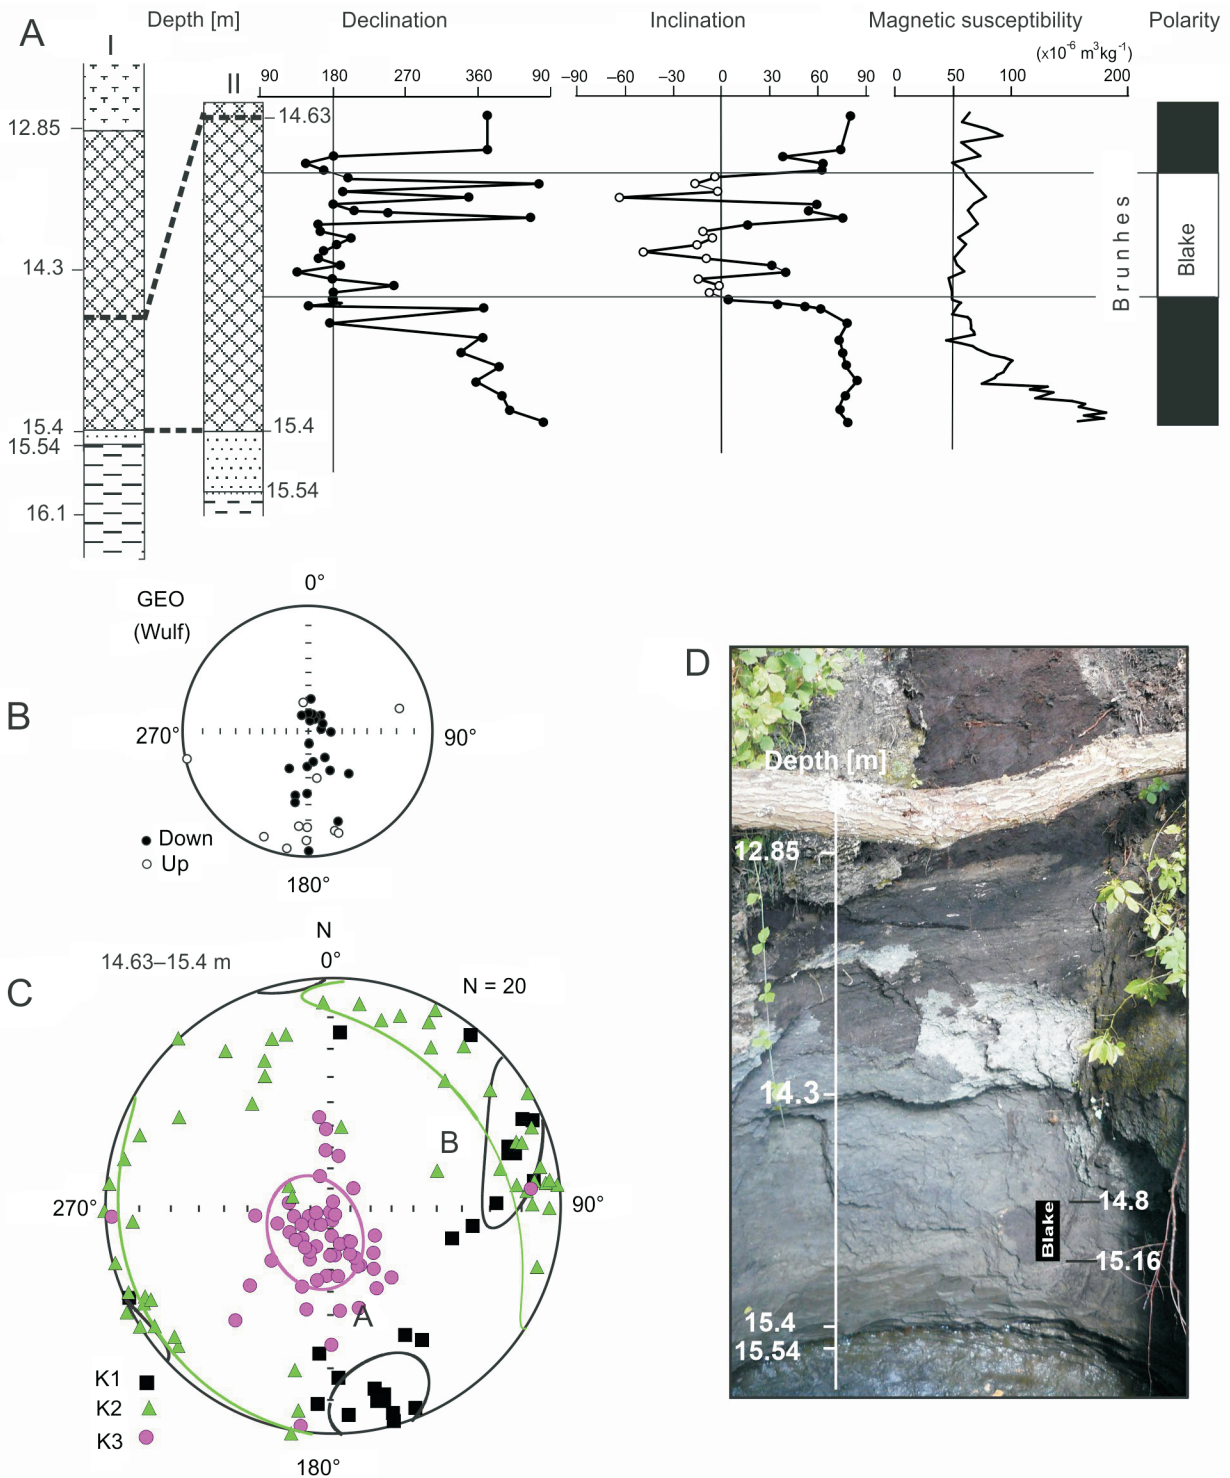 A
I
Depth [m]
Declination
Inclination
Magnetic susceptibility
Polarity
(x10⁻⁶ m³kg⁻¹)
II
90 180 270 360 90
–90 –60 –30 0 30 60 90
0 50 100 200
12.85
14.63
14.3
15.4
15.4
15.54
15.54
16.1
Brunhes
Blake
B
GEO
(Wulf)
0°
270°
90°
180°
Down
Up
C
14.63–15.4 m
N
0°
N = 20
270°
90°
180°
B
A
K1
K2
K3
D
Depth [m]
12.85
14.3
14.8
Blake
15.16
15.4
15.54